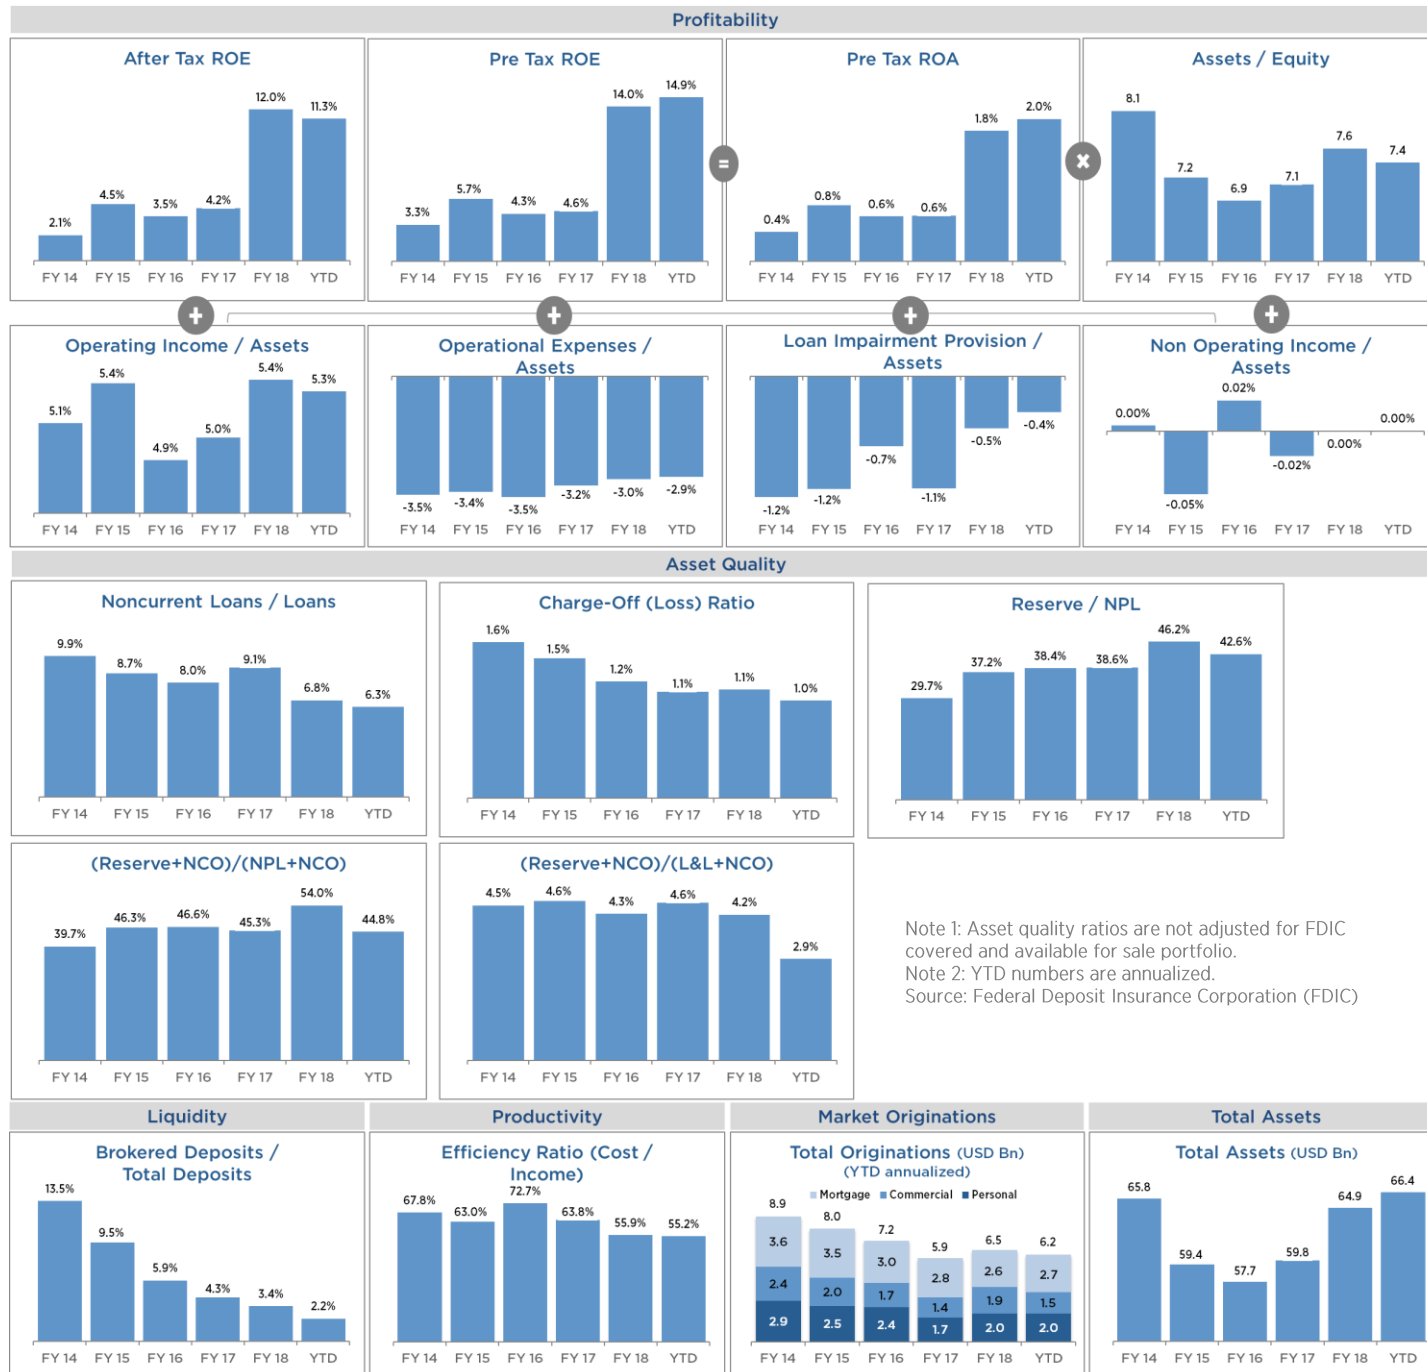 Profitability
After Tax ROE
2.1%
4.5%
3.5%
4.2%
12.0%
11.3%
FY 14 FY 15 FY 16 FY 17 FY 18 YTD
Pre Tax ROE
3.3%
5.7%
4.3%
4.6%
14.0%
14.9%
FY 14 FY 15 FY 16 FY 17 FY 18 YTD
=
Pre Tax ROA
0.4%
0.8%
0.6%
0.6%
1.8%
2.0%
FY 14 FY 15 FY 16 FY 17 FY 18 YTD
×
Assets / Equity
8.1
7.2
6.9
7.1
7.6
7.4
FY 14 FY 15 FY 16 FY 17 FY 18 YTD
+
+
+
+
Operating Income / Assets
5.1%
5.4%
4.9%
5.0%
5.4%
5.3%
FY 14 FY 15 FY 16 FY 17 FY 18 YTD
Operational Expenses /
Assets
-3.5%
-3.4%
-3.5%
-3.2%
-3.0%
-2.9%
FY 14 FY 15 FY 16 FY 17 FY 18 YTD
Loan Impairment Provision /
Assets
-1.2%
-1.2%
-0.7%
-1.1%
-0.5%
-0.4%
FY 14 FY 15 FY 16 FY 17 FY 18 YTD
Non Operating Income /
Assets
0.00%
-0.05%
0.02%
-0.02%
0.00%
0.00%
FY 14 FY 15 FY 16 FY 17 FY 18 YTD
Asset Quality
Noncurrent Loans / Loans
9.9%
8.7%
8.0%
9.1%
6.8%
6.3%
FY 14 FY 15 FY 16 FY 17 FY 18 YTD
Charge-Off (Loss) Ratio
1.6%
1.5%
1.2%
1.1%
1.1%
1.0%
FY 14 FY 15 FY 16 FY 17 FY 18 YTD
Reserve / NPL
29.7%
37.2%
38.4%
38.6%
46.2%
42.6%
FY 14 FY 15 FY 16 FY 17 FY 18 YTD
(Reserve+NCO)/(NPL+NCO)
39.7%
46.3%
46.6%
45.3%
54.0%
44.8%
FY 14 FY 15 FY 16 FY 17 FY 18 YTD
(Reserve+NCO)/(L&L+NCO)
4.5%
4.6%
4.3%
4.6%
4.2%
2.9%
FY 14 FY 15 FY 16 FY 17 FY 18 YTD
Note 1: Asset quality ratios are not adjusted for FDIC
covered and available for sale portfolio.
Note 2: YTD numbers are annualized.
Source: Federal Deposit Insurance Corporation (FDIC)
Liquidity
Brokered Deposits /
Total Deposits
13.5%
9.5%
5.9%
4.3%
3.4%
2.2%
FY 14 FY 15 FY 16 FY 17 FY 18 YTD
Productivity
Efficiency Ratio (Cost /
Income)
67.8%
63.0%
72.7%
63.8%
55.9%
55.2%
FY 14 FY 15 FY 16 FY 17 FY 18 YTD
Market Originations
Total Originations (USD Bn)
(YTD annualized)
Mortgage Commercial Personal
8.9 8.0 7.2 5.9 6.5 6.2
3.6 3.5 3.0 2.8 2.6 2.7
2.4 2.0 1.7 1.4 1.9 1.5
2.9 2.5 2.4 1.7 2.0 2.0
FY 14 FY 15 FY 16 FY 17 FY 18 YTD
Total Assets
Total Assets (USD Bn)
65.8
59.4
57.7
59.8
64.9
66.4
FY 14 FY 15 FY 16 FY 17 FY 18 YTD